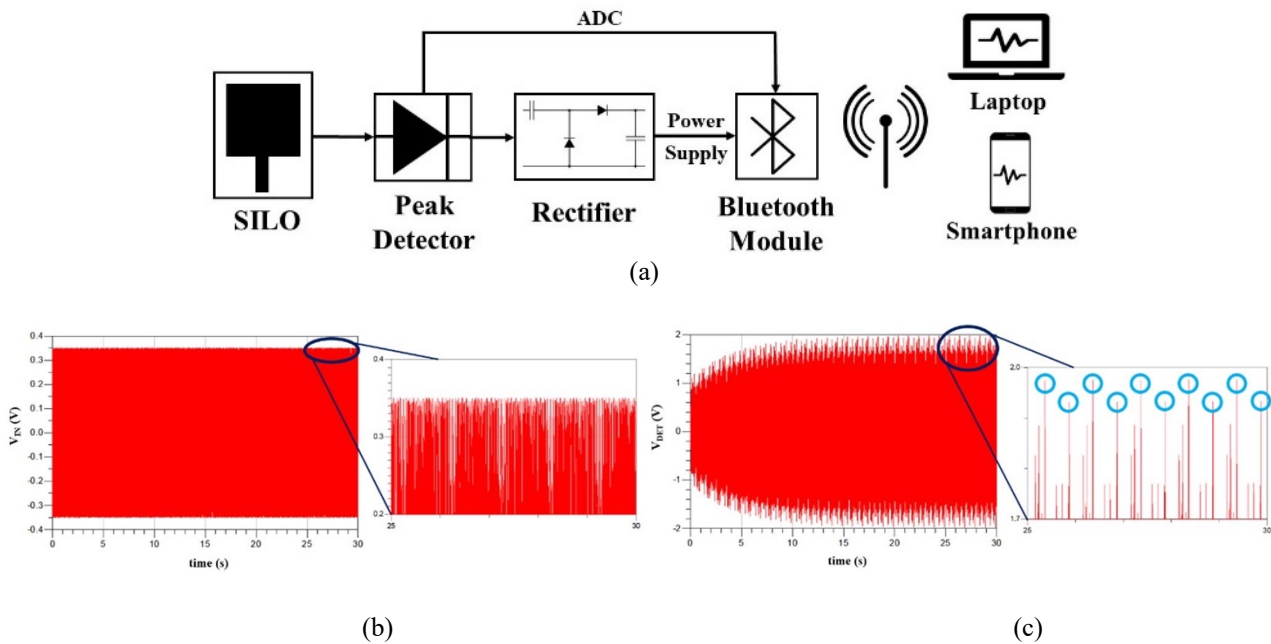 ADC
SILO
Peak
Detector
Rectifier
Power
Supply
Bluetooth
Module
Laptop
Smartphone
(a)
0.4
0.3
0.2
0.1
0.0
-0.1
-0.2
-0.3
-0.4
V_IN (V)
0 5 10 15 20 25 30
time (s)
0.4
0.3
0.2
25 30
(b)
2
1
0
-1
-2
V_DET (V)
0 5 10 15 20 25 30
time (s)
2.0
1.7
25 30
(c)